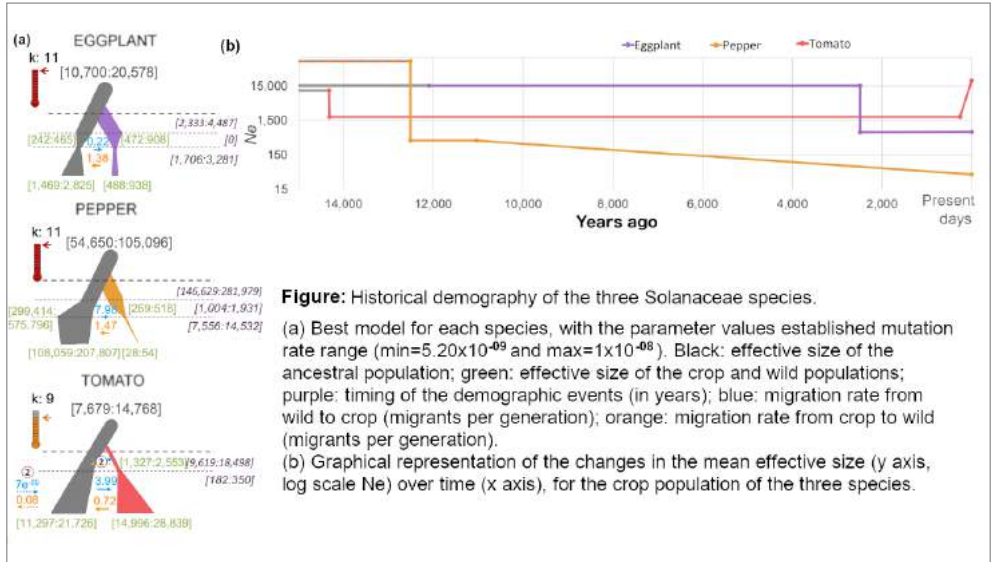 (a)
EGGPLANT
k: 11
[10,700:20,578]
[2,333:4,487]
[242:465]
0.22
[472:908]
[0]
1.38
[1,706:3,281]
[1,469:2,825]
[488:938]
PEPPER
k: 11
[54,650:105,096]
[146,629:281,979]
[299,414:
575,796]
7.98
[269:518]
[1,004:1,931]
1.47
[7,556:14,532]
[108,059:207,807]
[28:54]
TOMATO
k: 9
[7,679:14,768]
②
[1,327:2,553]
[9,619:18,498]
②
[182:350]
3.99
0.08
0.72
[11,297:21,726]
[14,996:28,839]
(b)
Eggplant
Pepper
Tomato
15,000
1,500
150
15
Ne
14,000
12,000
10,000
8,000
6,000
4,000
2,000
Present
days
Years ago
Figure: Historical demography of the three Solanaceae species.
(a) Best model for each species, with the parameter values established mutation
rate range (min=5.20x10⁻⁰⁹ and max=1x10⁻⁰⁸). Black: effective size of the
ancestral population; green: effective size of the crop and wild populations;
purple: timing of the demographic events (in years); blue: migration rate from
wild to crop (migrants per generation); orange: migration rate from crop to wild
(migrants per generation).
(b) Graphical representation of the changes in the mean effective size (y axis,
log scale Ne) over time (x axis), for the crop population of the three species.